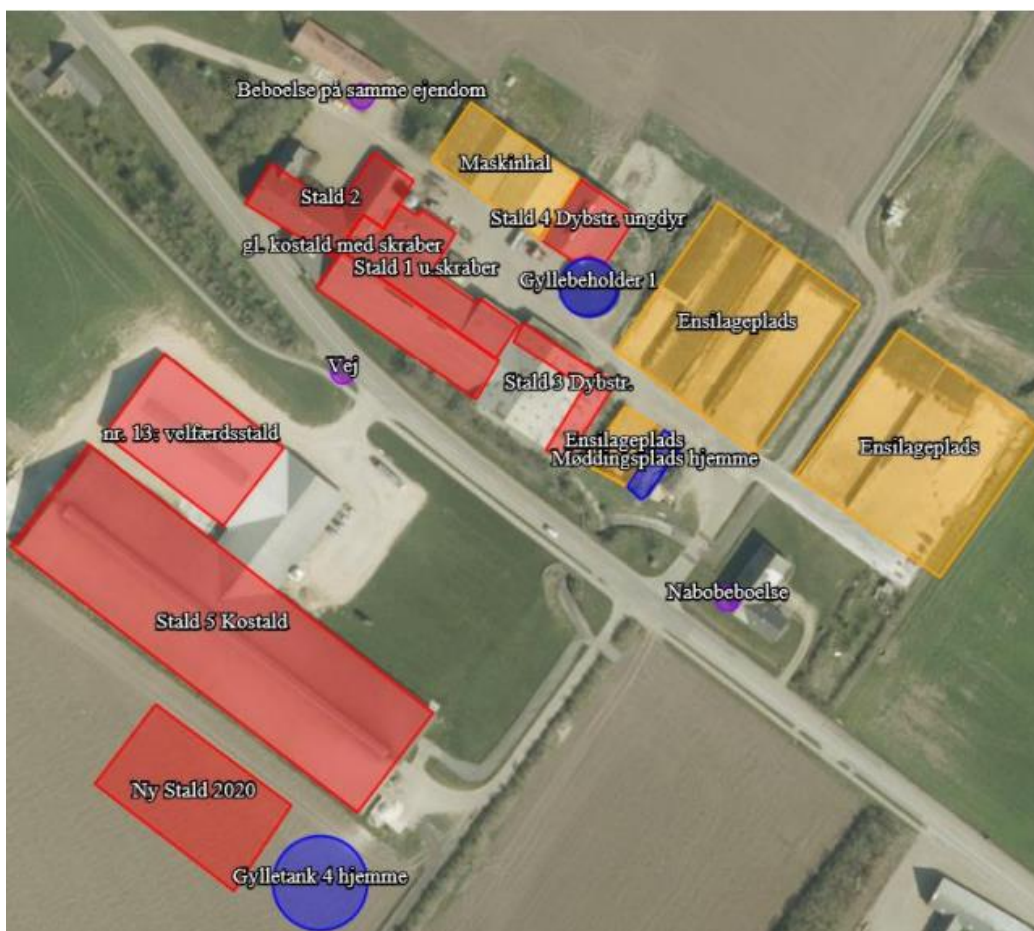 Beboelse på samme ejendom
Maskinhal
Stald 2
Stald 4 Dybstr. ungdyr
gl. kostald med skraber
Stald 1 u.skraber
Gyllebeholder 1
Ensilageplads
Vej
Stald 3 Dybstr.
nr. 13: velfærdsstald
Ensilageplads
Ensilageplads
Møddingsplads hjemme
Nabobeboelse
Stald 5 Kostald
Ny Stald 2020
Gylletank 4 hjemme